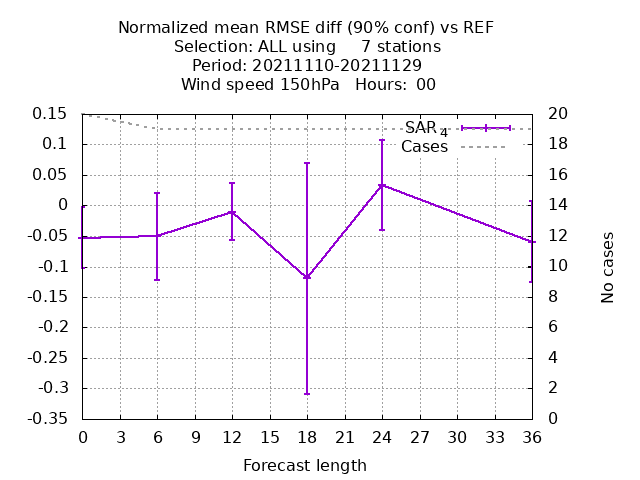 Normalized mean RMSE diff (90% conf) vs REF
Selection: ALL using     7 stations
Period: 20211110-20211129
Wind speed 150hPa   Hours:  00
SAR_4
Cases
0.15
0.1
0.05
0
-0.05
-0.1
-0.15
-0.2
-0.25
-0.3
-0.35
20
18
16
14
12
10
8
6
4
2
0
No cases
0 3 6 9 12 15 18 21 24 27 30 33 36
Forecast length